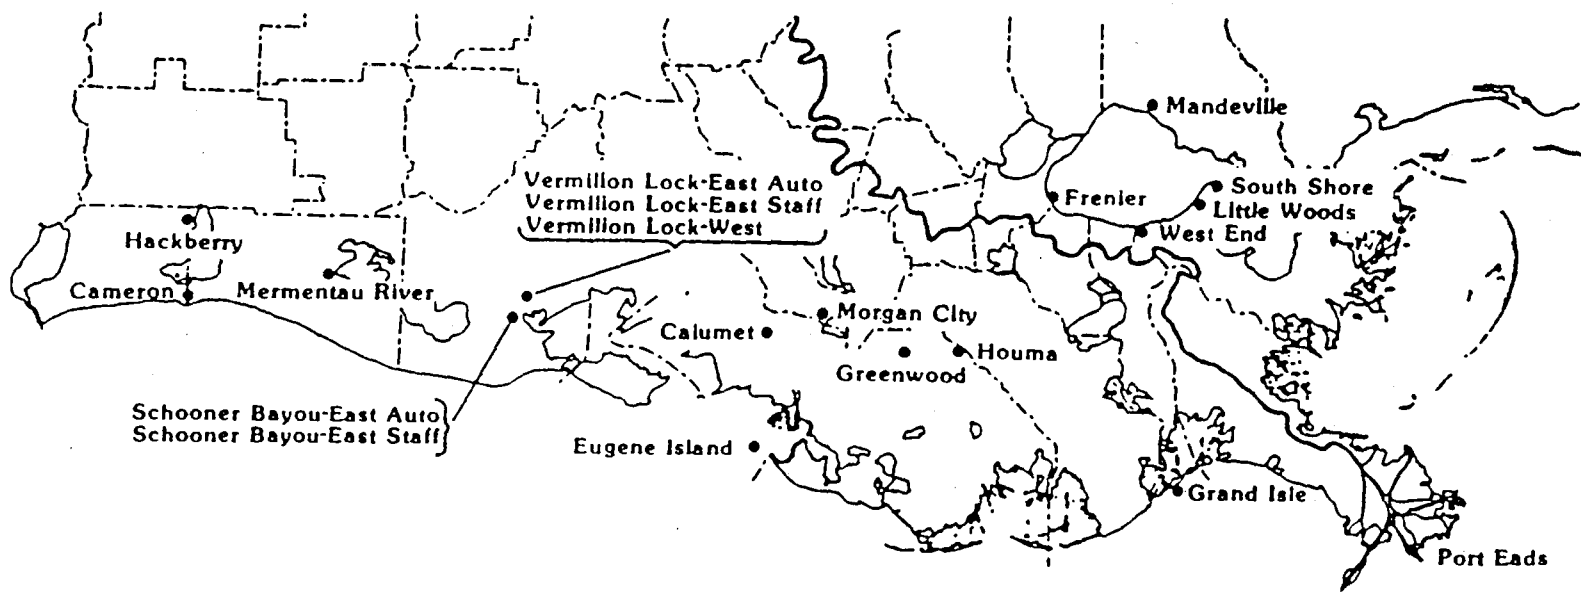 Mandeville
Vermilion Lock-East Auto
Vermilion Lock-East Staff
Vermilion Lock-West
South Shore
Frenier
Little Woods
West End
Hackberry
Cameron
Mermentau River
Morgan City
Calumet
Houma
Greenwood
Schooner Bayou-East Auto
Schooner Bayou-East Staff
Eugene Island
Grand Isle
Port Eads